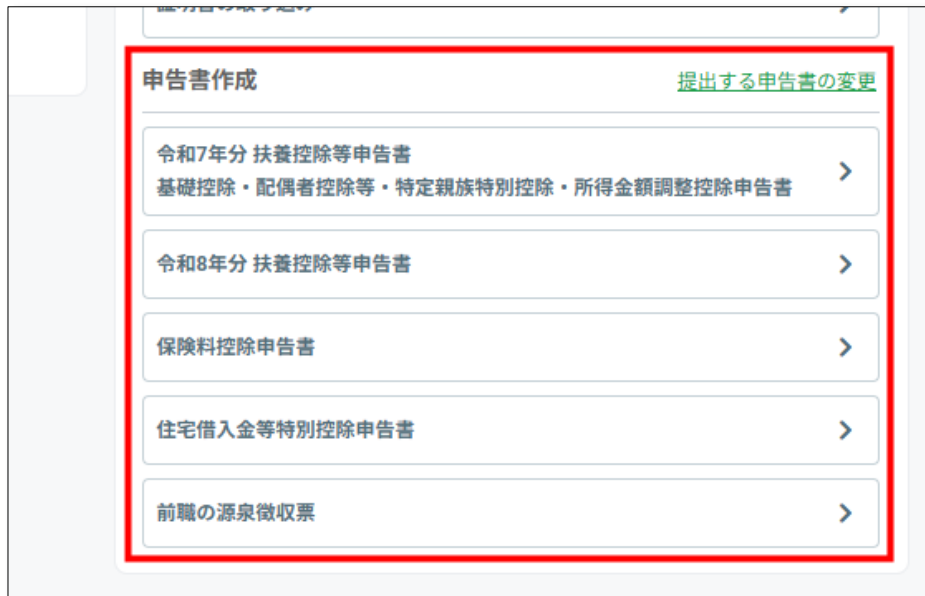 申告書作成
提出する申告書の変更
令和7年分 扶養控除等申告書
基礎控除・配偶者控除等・特定親族特別控除・所得金額調整控除申告書
令和8年分 扶養控除等申告書
保険料控除申告書
住宅借入金等特別控除申告書
前職の源泉徴収票